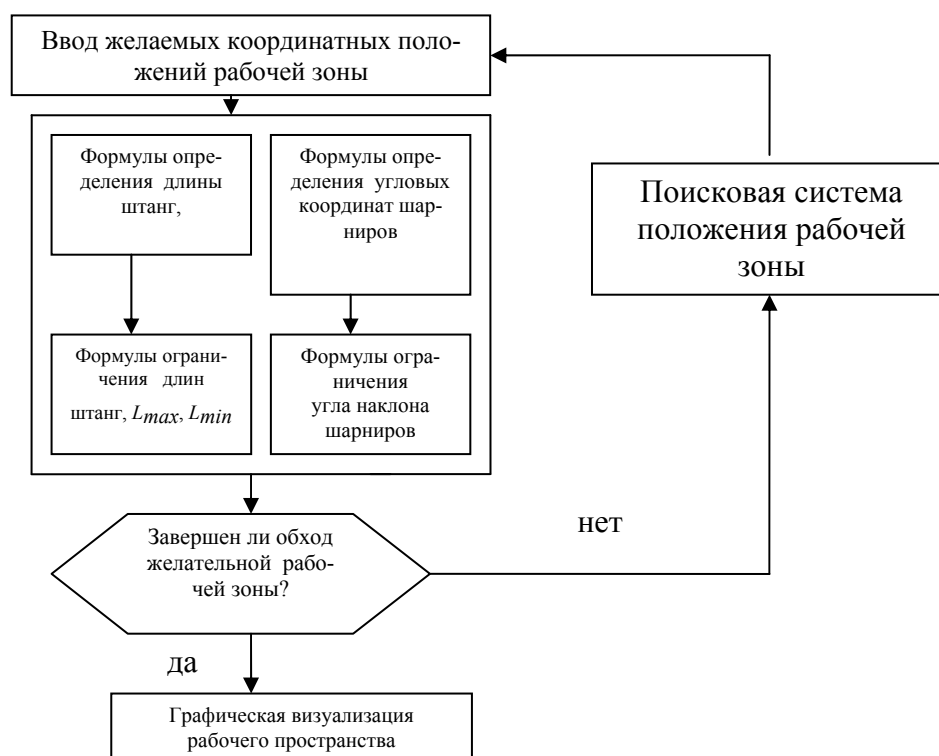 Ввод желаемых координатных поло-
жений рабочей зоны
Формулы опре-
деления длины
штанг,
Формулы опре-
деления угловых
координат шар-
ниров
Поисковая система
положения рабочей
зоны
Формулы ограни-
чения длин
штанг, Lmax, Lmin
Формулы огра-
ничения
угла наклона
шарниров
Завершен ли обход
желательной рабо-
чей зоны?
нет
да
Графическая визуализация
рабочего пространства